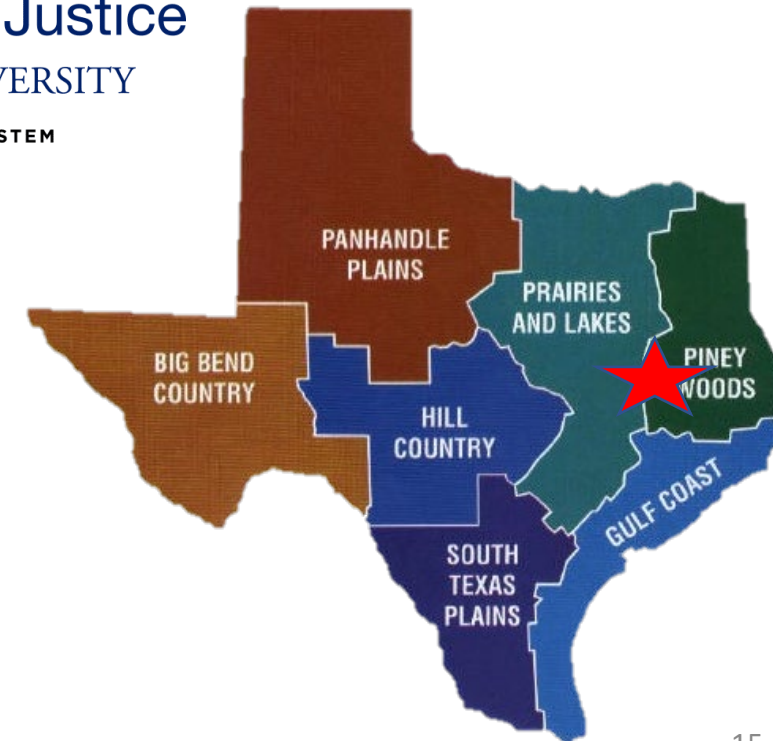 Justice
VERSITY
STEM
PANHANDLE
PLAINS
PRAIRIES
AND LAKES
PINEY
WOODS
BIG BEND
COUNTRY
HILL
COUNTRY
GULF COAST
SOUTH
TEXAS
PLAINS
15